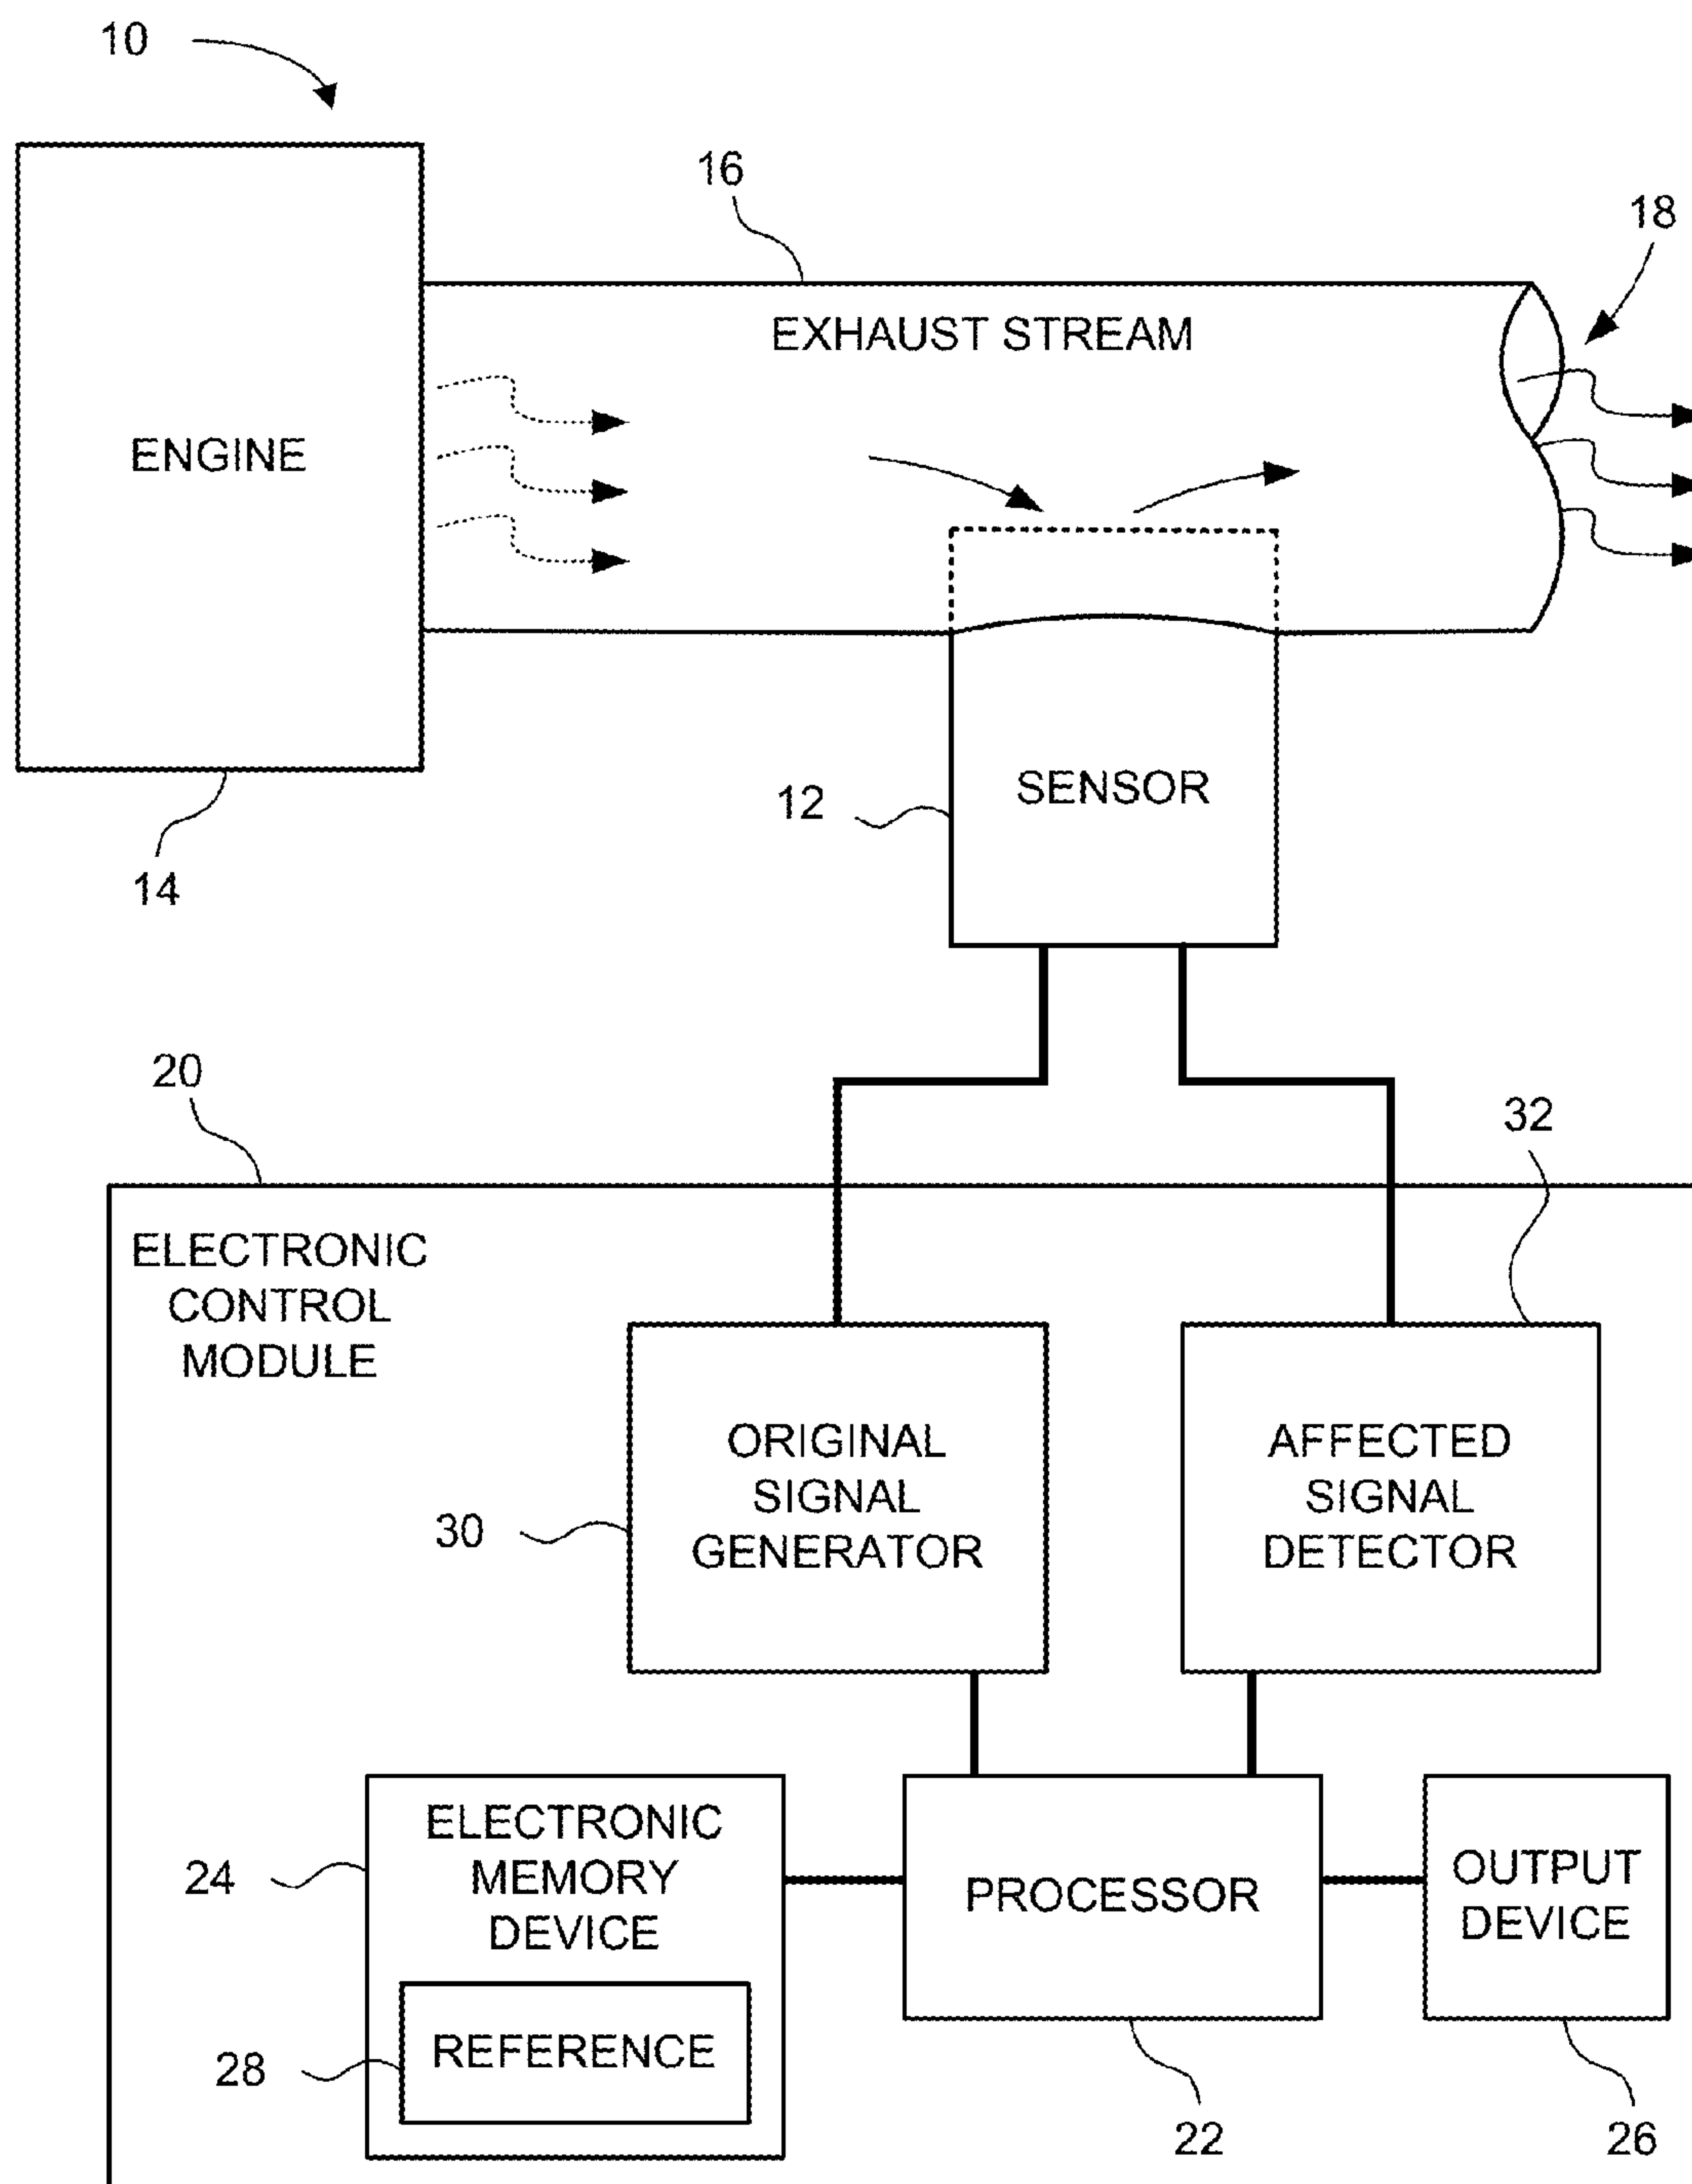 10
16
18
EXHAUST STREAM
ENGINE
SENSOR
12
14
20
32
ELECTRONIC
CONTROL
MODULE
ORIGINAL
SIGNAL
GENERATOR
30
AFFECTED
SIGNAL
DETECTOR
ELECTRONIC
MEMORY
DEVICE
24
REFERENCE
28
PROCESSOR
OUTPUT
DEVICE
22
26